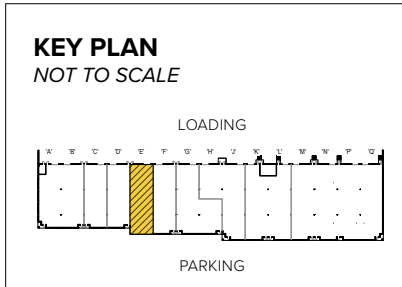 KEY PLAN
NOT TO SCALE
LOADING
'A' 'B' 'C' 'D' 'E' 'F' 'G' 'H' 'J' 'K' 'L' 'M' 'N' 'P' 'Q'
PARKING